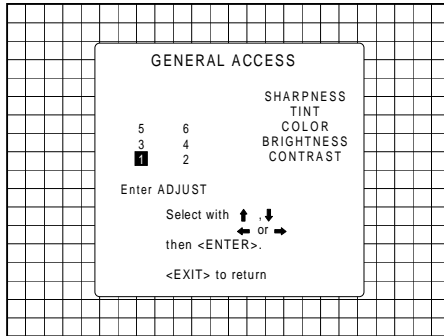 GENERAL ACCESS
SHARPNESS
TINT
5 6 COLOR
3 4 BRIGHTNESS
1 2 CONTRAST
Enter ADJUST
Select with ↑ , ↓
← or →
then <ENTER>.
<EXIT> to return